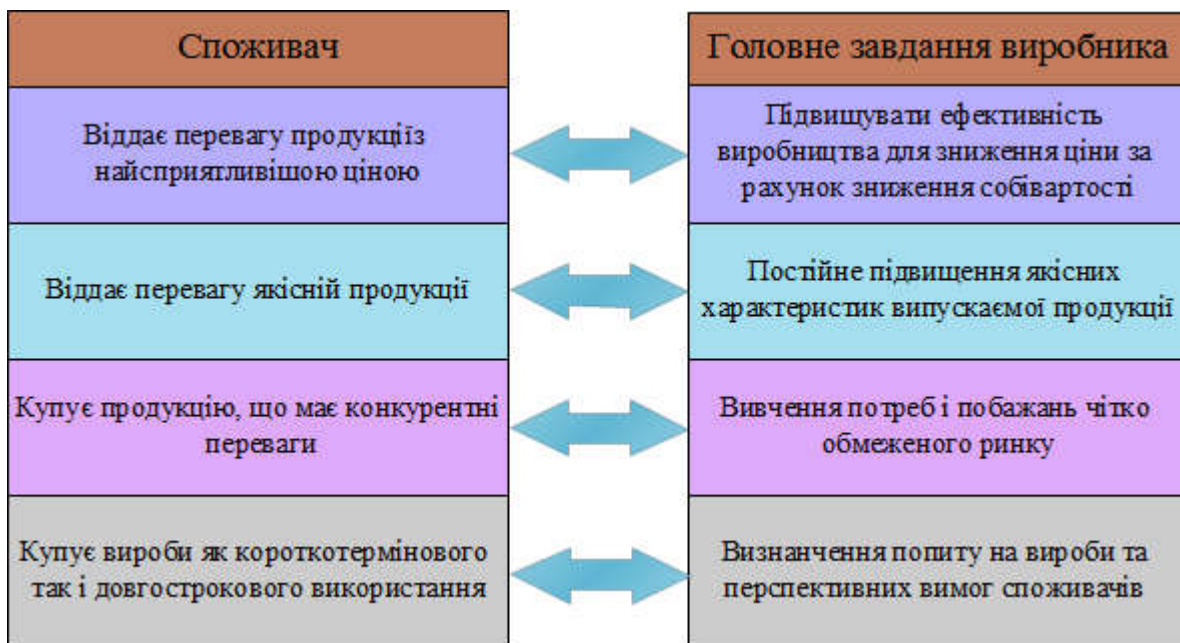 Споживач
Головне завдання виробника
Віддає перевагу продукціїз
найсприятливішою ціною
Підвищувати ефективність
виробництва для зниження ціни за
рахунок зниження собівартості
Віддає перевагу якісній продукції
Постійне підвищення якісних
характеристик випускаємої продукції
Купує продукцію, що має конкурентні
переваги
Вивчення потреб і побажань чітко
обмеженого ринку
Купує вироби як короткотермінового
так і довгострокового використання
Визнанчення попиту на вироби та
перспективних вимог споживачів